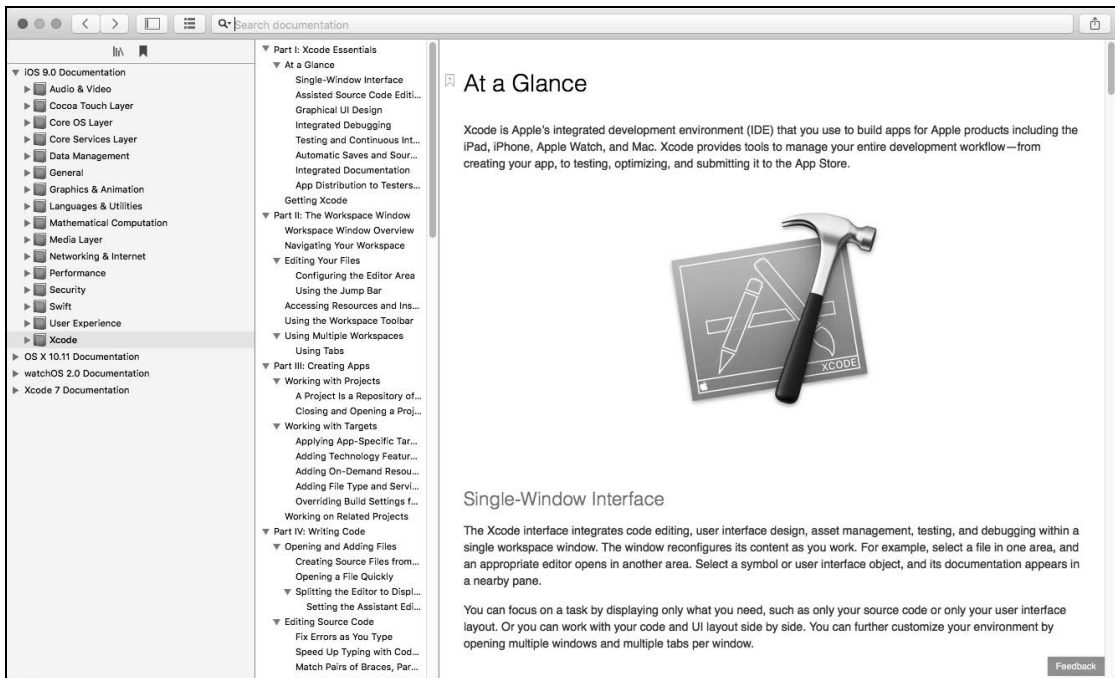 Search documentation
iOS 9.0 Documentation
Audio & Video
Cocoa Touch Layer
Core OS Layer
Core Services Layer
Data Management
General
Graphics & Animation
Languages & Utilities
Mathematical Computation
Media Layer
Networking & Internet
Performance
Security
Swift
User Experience
Xcode
OS X 10.11 Documentation
watchOS 2.0 Documentation
Xcode 7 Documentation
Part I: Xcode Essentials
At a Glance
Single-Window Interface
Assisted Source Code Editi...
Graphical UI Design
Integrated Debugging
Testing and Continuous Int...
Automatic Saves and Sour...
Integrated Documentation
App Distribution to Testers...
Getting Xcode
Part II: The Workspace Window
Workspace Window Overview
Navigating Your Workspace
Editing Your Files
Configuring the Editor Area
Using the Jump Bar
Accessing Resources and Ins...
Using the Workspace Toolbar
Using Multiple Workspaces
Using Tabs
Part III: Creating Apps
Working with Projects
A Project Is a Repository of...
Closing and Opening a Proj...
Working with Targets
Applying App-Specific Tar...
Adding Technology Featur...
Adding On-Demand Resou...
Adding File Type and Servi...
Overriding Build Settings f...
Working on Related Projects
Part IV: Writing Code
Opening and Adding Files
Creating Source Files from...
Opening a File Quickly
Splitting the Editor to Displ...
Setting the Assistant Edi...
Editing Source Code
Fix Errors as You Type
Speed Up Typing with Cod...
Match Pairs of Braces, Par...
At a Glance
Xcode is Apple's integrated development environment (IDE) that you use to build apps for Apple products including the
iPad, iPhone, Apple Watch, and Mac. Xcode provides tools to manage your entire development workflow—from
creating your app, to testing, optimizing, and submitting it to the App Store.
XCODE
Single-Window Interface
The Xcode interface integrates code editing, user interface design, asset management, testing, and debugging within a
single workspace window. The window reconfigures its content as you work. For example, select a file in one area, and
an appropriate editor opens in another area. Select a symbol or user interface object, and its documentation appears in
a nearby pane.
You can focus on a task by displaying only what you need, such as only your source code or only your user interface
layout. Or you can work with your code and UI layout side by side. You can further customize your environment by
opening multiple windows and multiple tabs per window.
Feedback